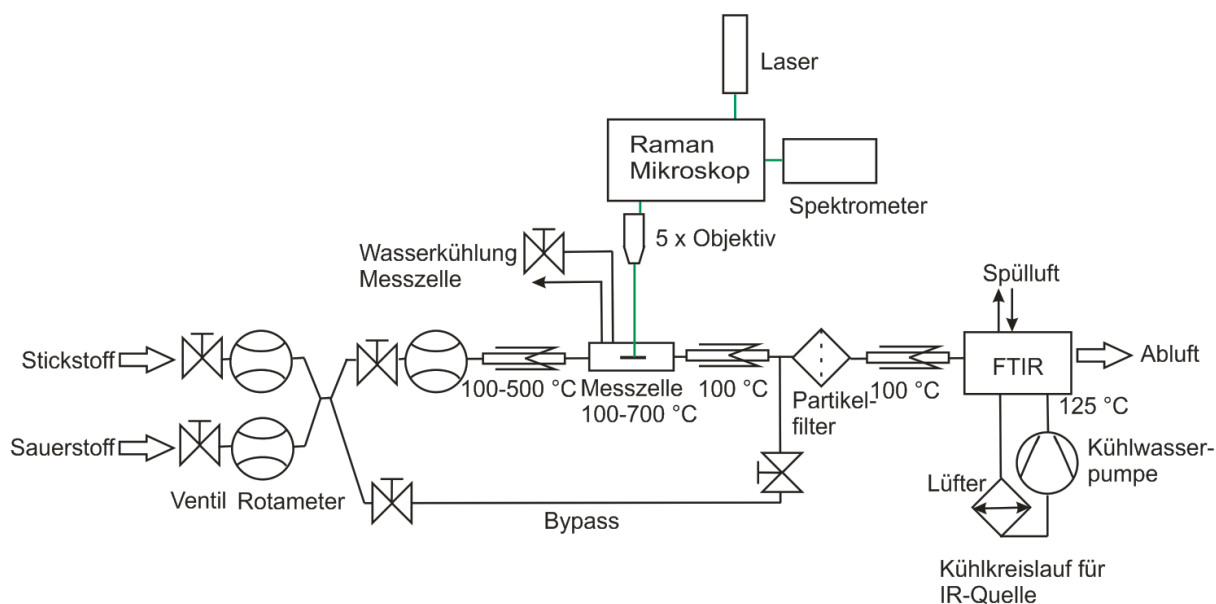 Laser
Raman
Mikroskop
Spektrometer
5 x Objektiv
Wasserkühlung
Messzelle
Spülluft
Stickstoff
FTIR
Abluft
100-500 °C
Messzelle
100-700 °C
100 °C
Partikel-
filter
100 °C
125 °C
Sauerstoff
Ventil Rotameter
Bypass
Kühlwasser-
pumpe
Lüfter
Kühlkreislauf für
IR-Quelle